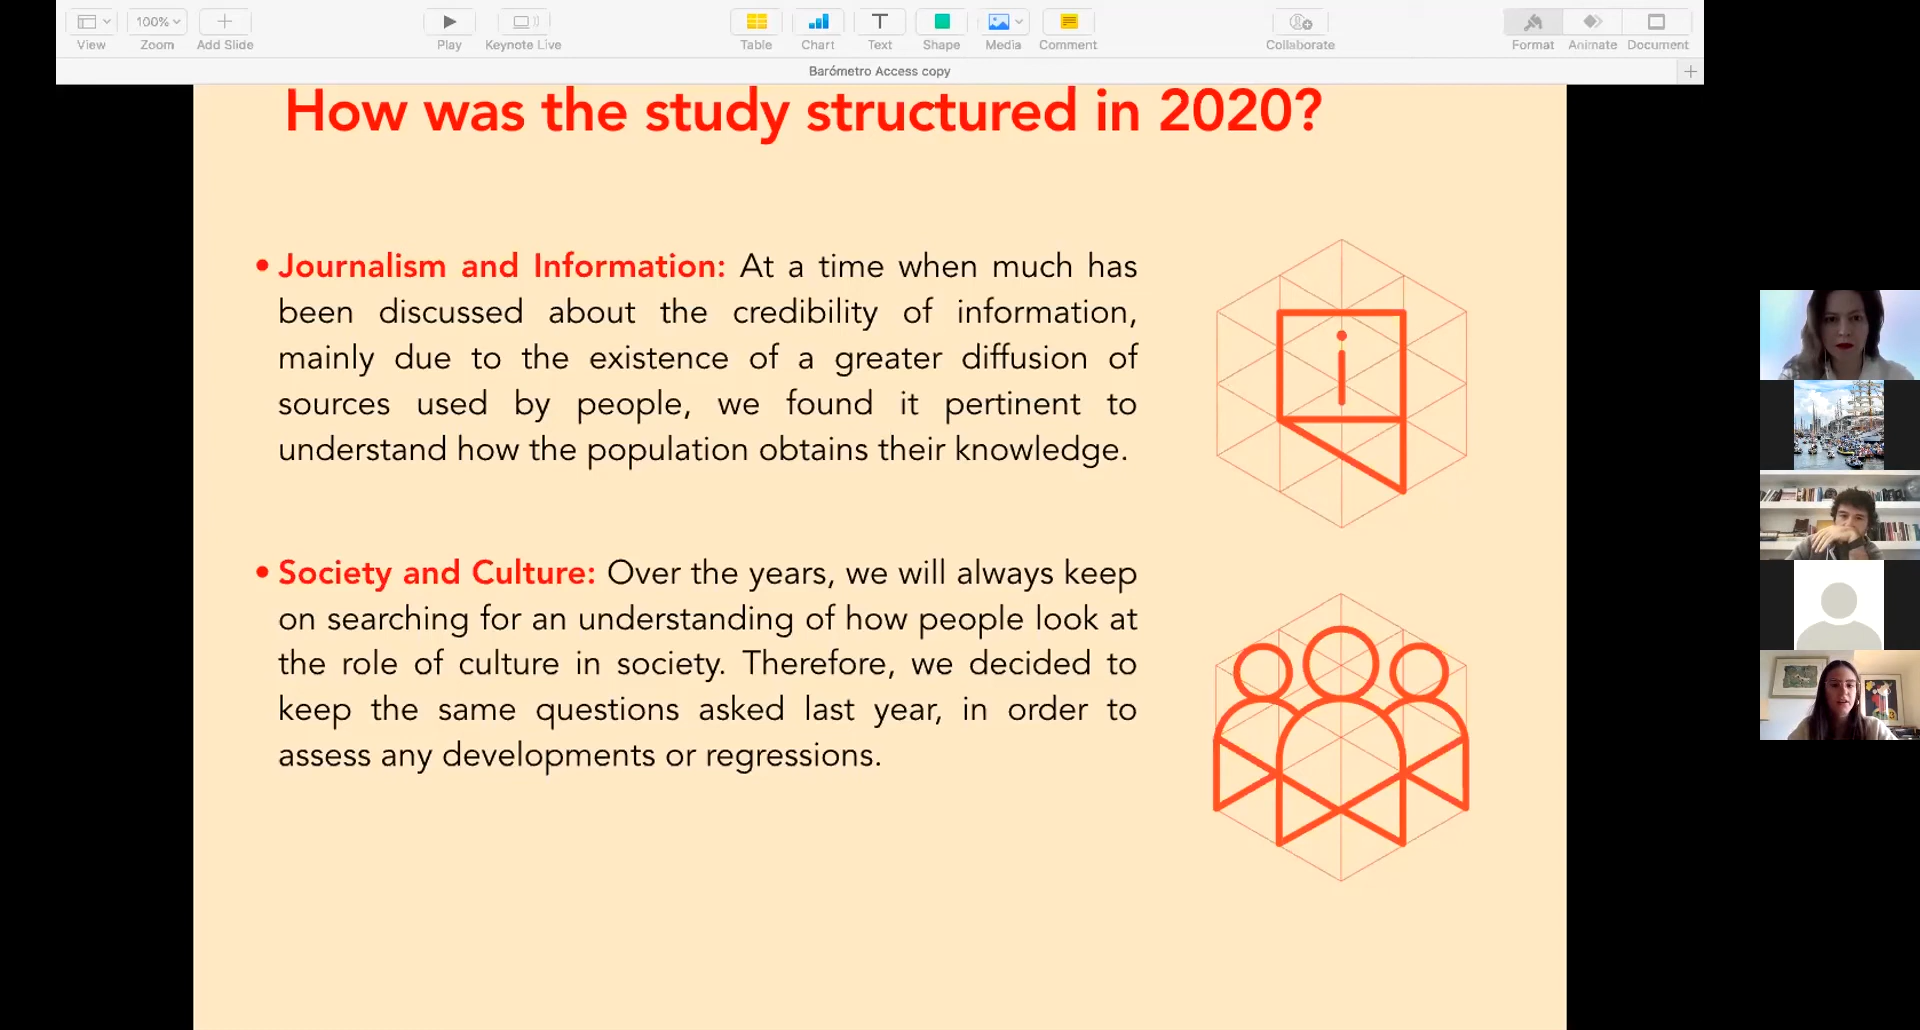 100%
View
Zoom
Add Slide
Play
Keynote Live
Table
Chart
Text
Shape
Media
Comment
Collaborate
Format
Animate
Document
Barómetro Access copy
How was the study structured in 2020?
• Journalism and Information: At a time when much has
been discussed about the credibility of information,
mainly due to the existence of a greater diffusion of
sources used by people, we found it pertinent to
understand how the population obtains their knowledge.
i
• Society and Culture: Over the years, we will always keep
on searching for an understanding of how people look at
the role of culture in society. Therefore, we decided to
keep the same questions asked last year, in order to
assess any developments or regressions.